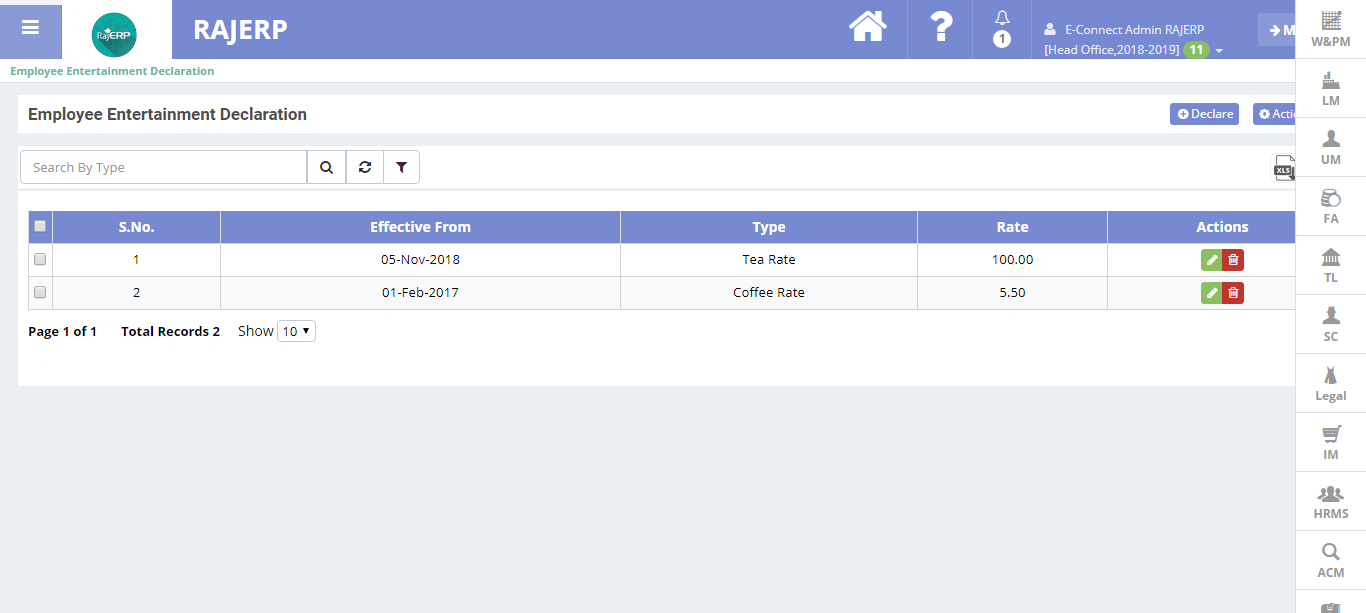 RajERP
RAJERP
1
E-Connect Admin RAJERP
[Head Office,2018-2019] 11
Employee Entertainment Declaration
Employee Entertainment Declaration
Declare
Search By Type
XLS
S.No. Effective From Type Rate Actions
1 05-Nov-2018 Tea Rate 100.00
2 01-Feb-2017 Coffee Rate 5.50
Page 1 of 1 Total Records 2 Show 10
W&PM
LM
UM
FA
TL
SC
Legal
IM
HRMS
ACM